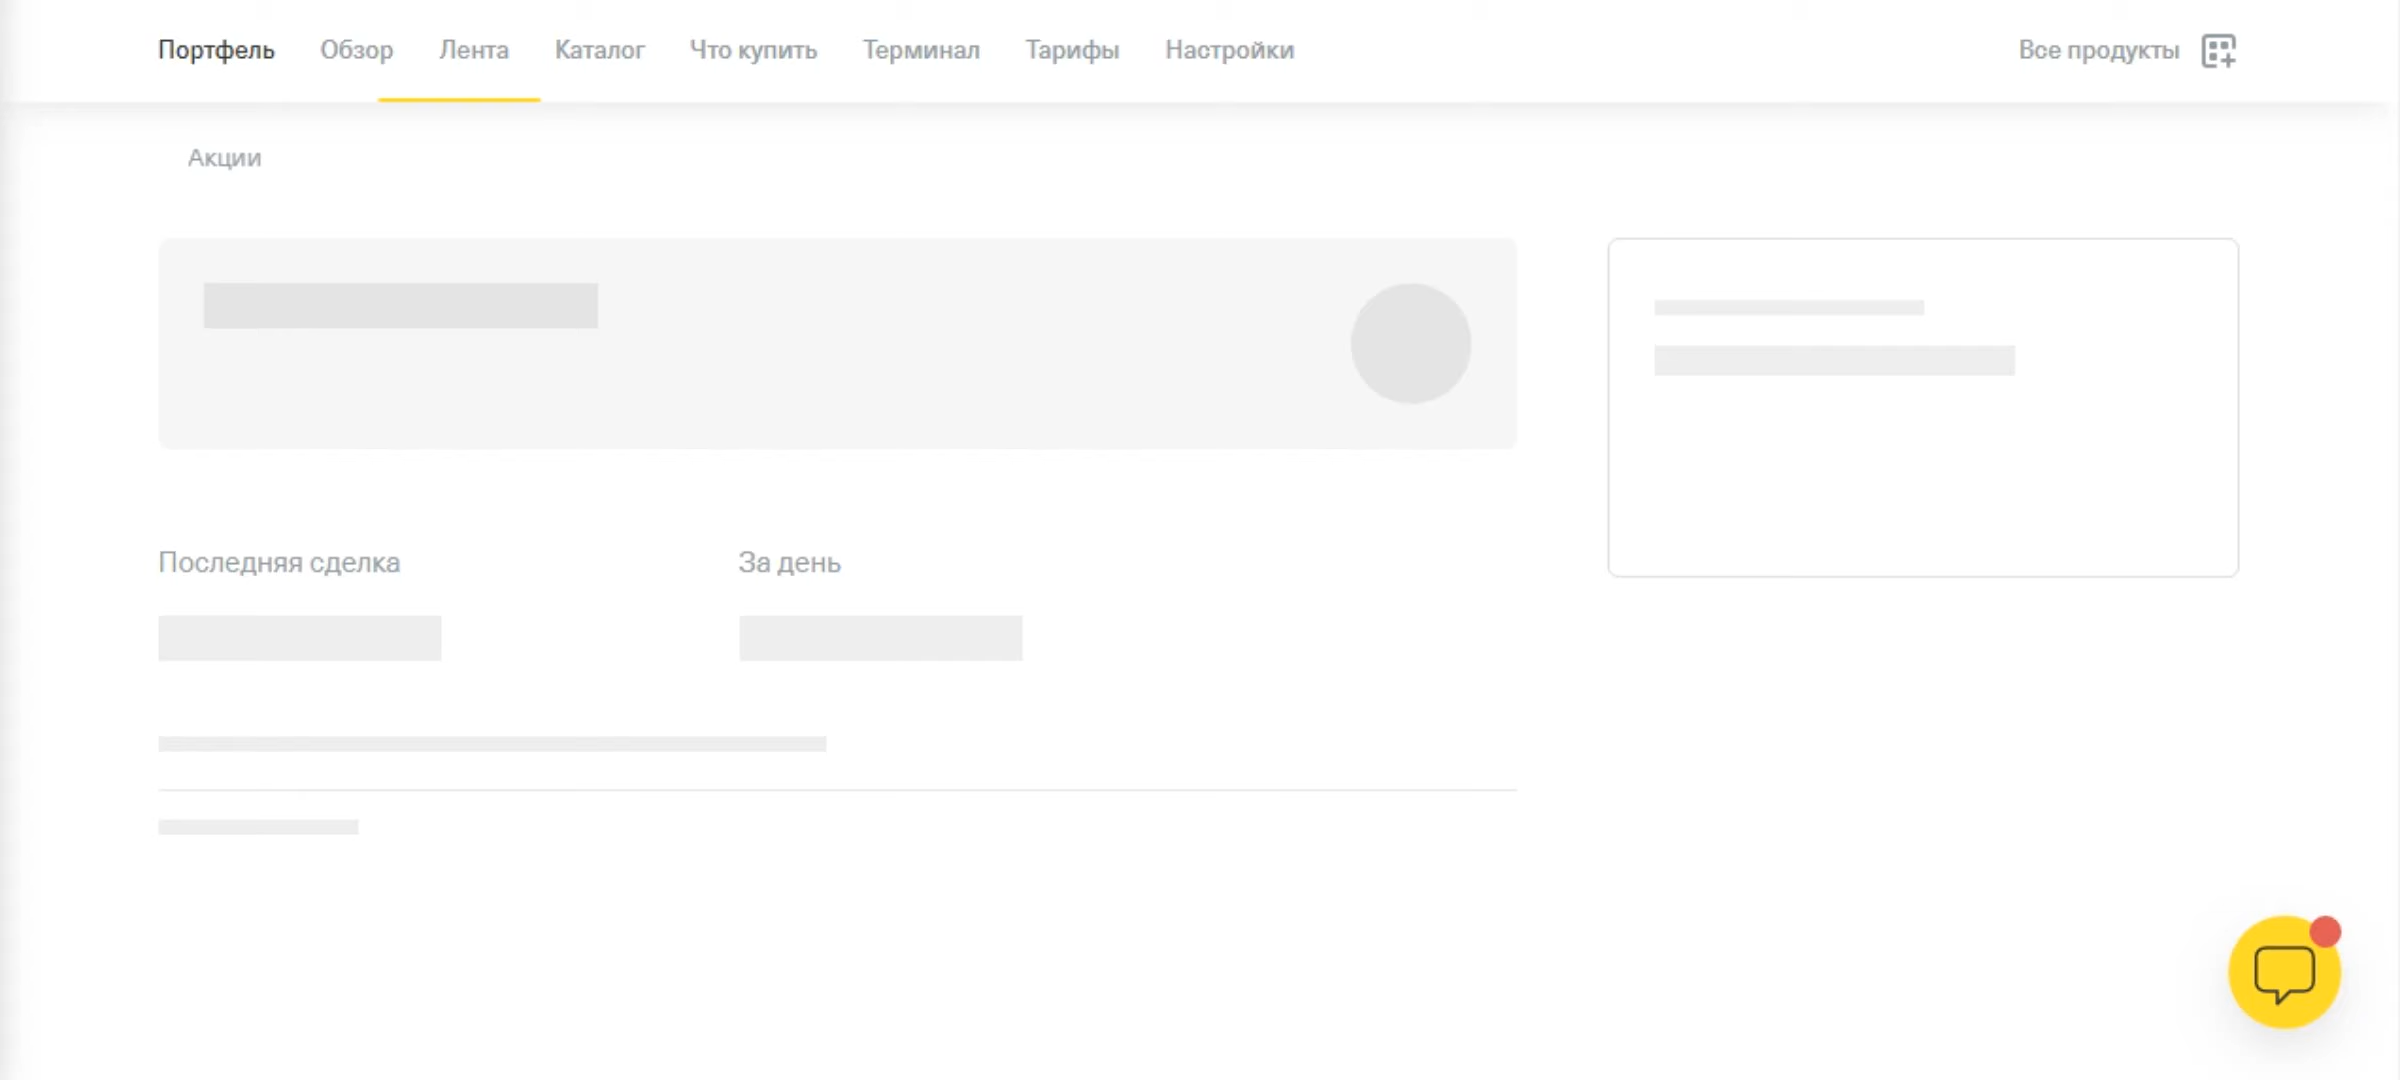 Портфель Обзор Лента Каталог Что купить Терминал Тарифы Настройки Все продукты
Акции
Последняя сделка За день